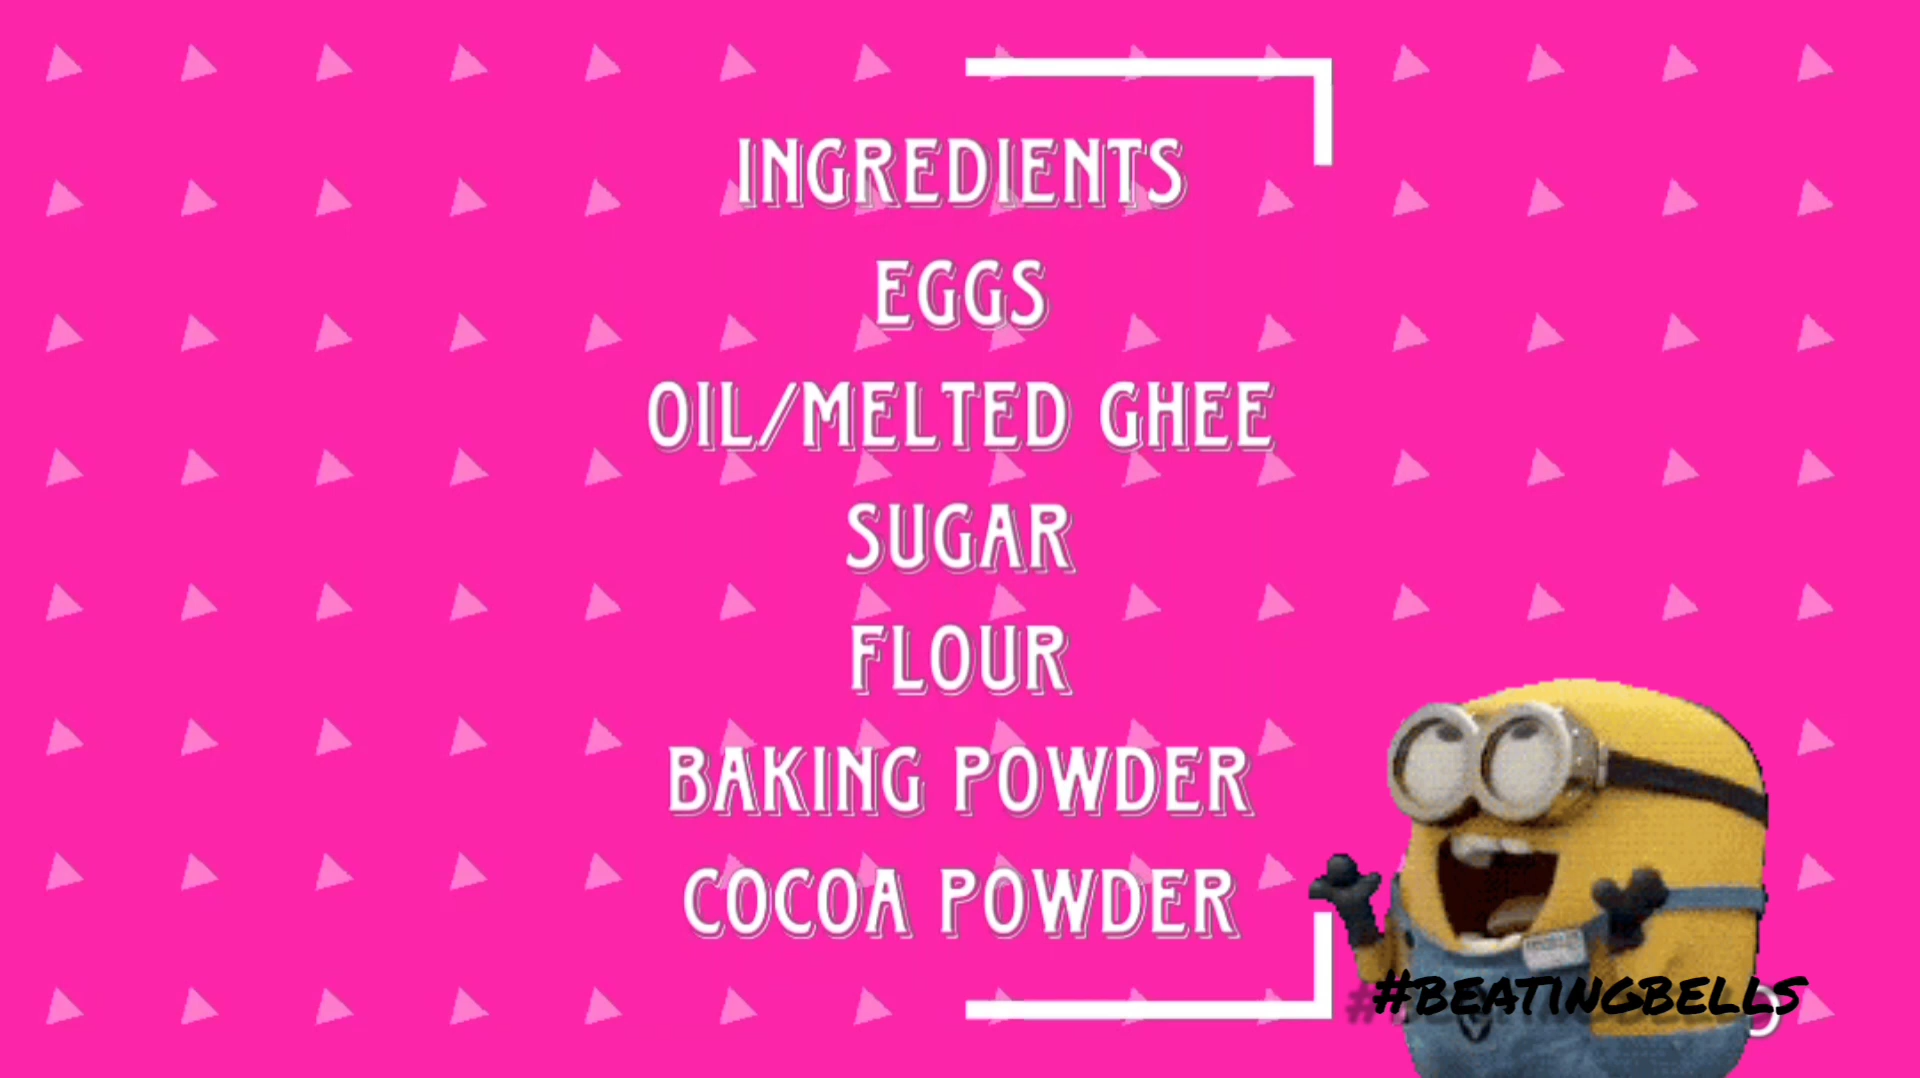 INGREDIENTS
EGGS
OIL/MELTED GHEE
SUGAR
FLOUR
BAKING POWDER
COCOA POWDER
#BEATINGBELLS